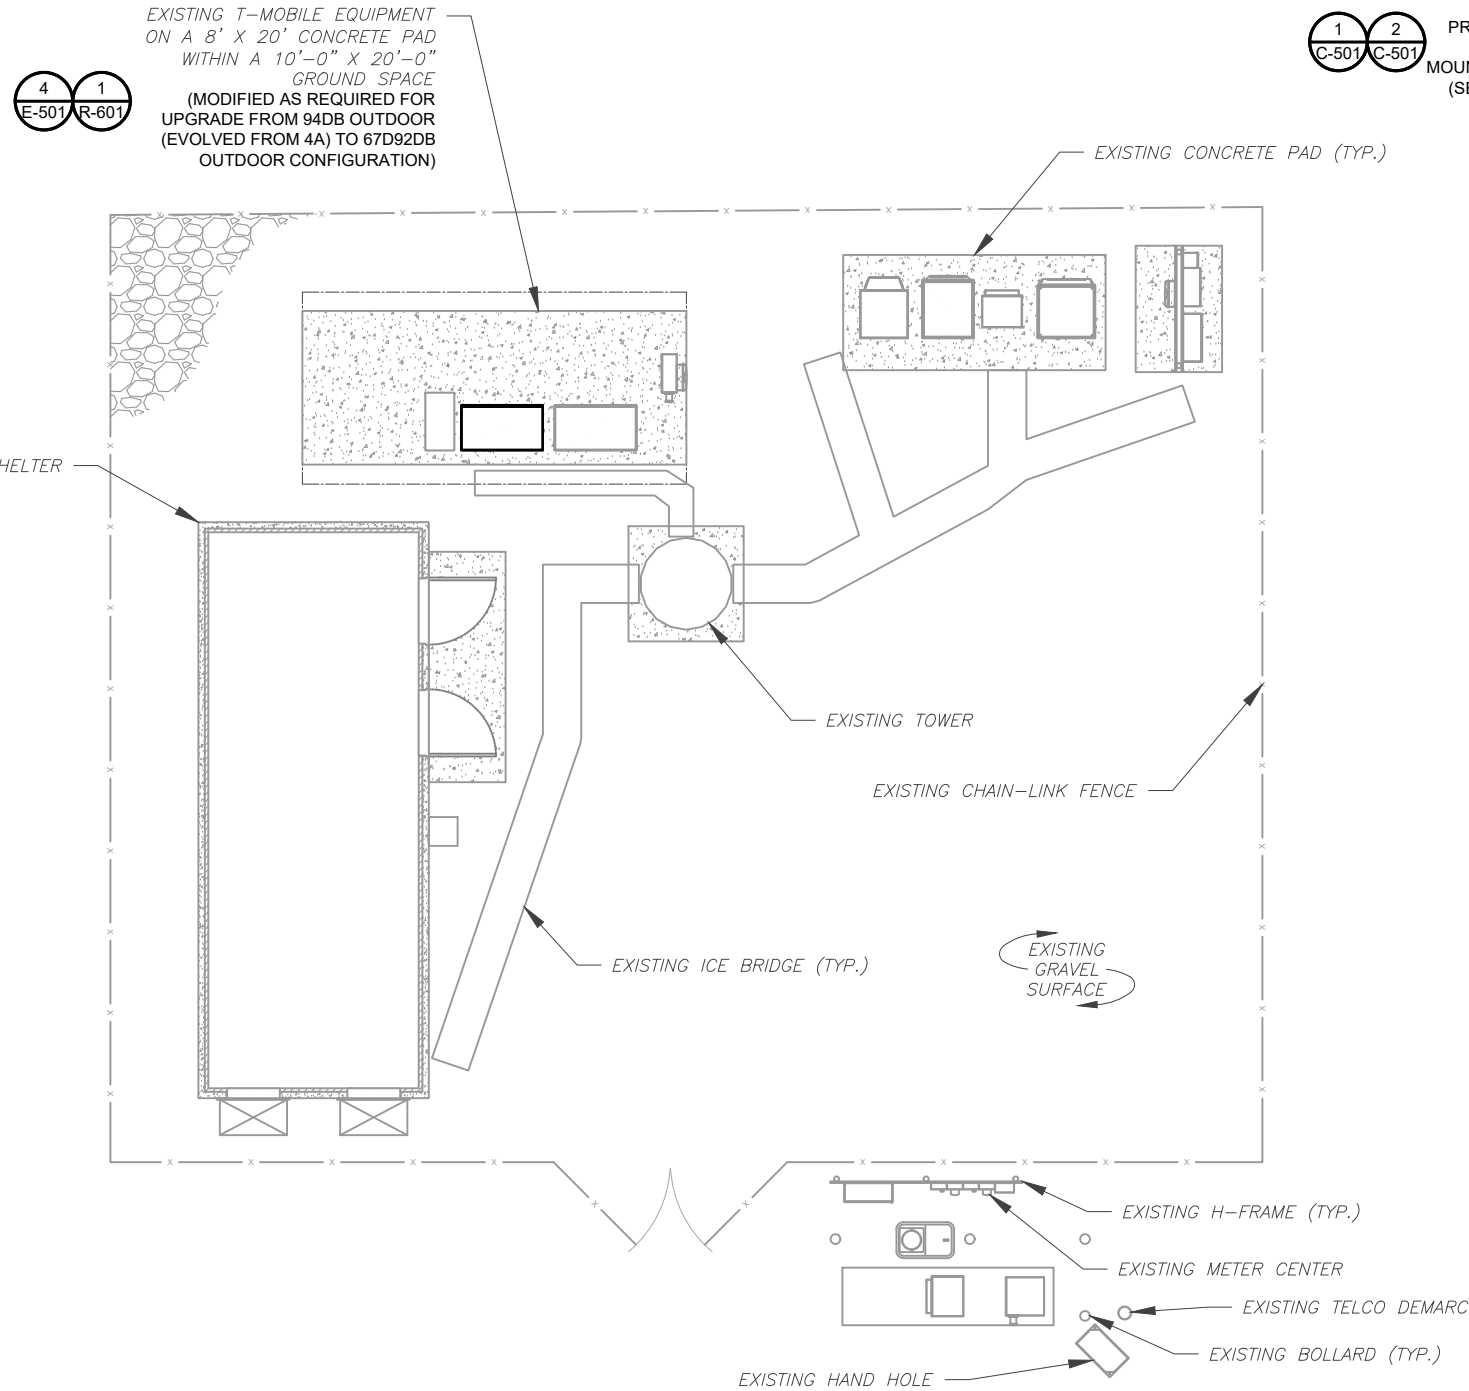 EXISTING T-MOBILE EQUIPMENT
ON A 8' X 20' CONCRETE PAD
WITHIN A 10'-0" X 20'-0"
GROUND SPACE
(MODIFIED AS REQUIRED FOR
UPGRADE FROM 94DB OUTDOOR
(EVOLVED FROM 4A) TO 67D92DB
OUTDOOR CONFIGURATION)
4
E-501
1
R-601
1
C-501
2
C-501
EXISTING CONCRETE PAD (TYP.)
EXISTING TOWER
EXISTING CHAIN-LINK FENCE
EXISTING ICE BRIDGE (TYP.)
EXISTING
GRAVEL
SURFACE
EXISTING H-FRAME (TYP.)
EXISTING METER CENTER
EXISTING TELCO DEMARC
EXISTING BOLLARD (TYP.)
EXISTING HAND HOLE